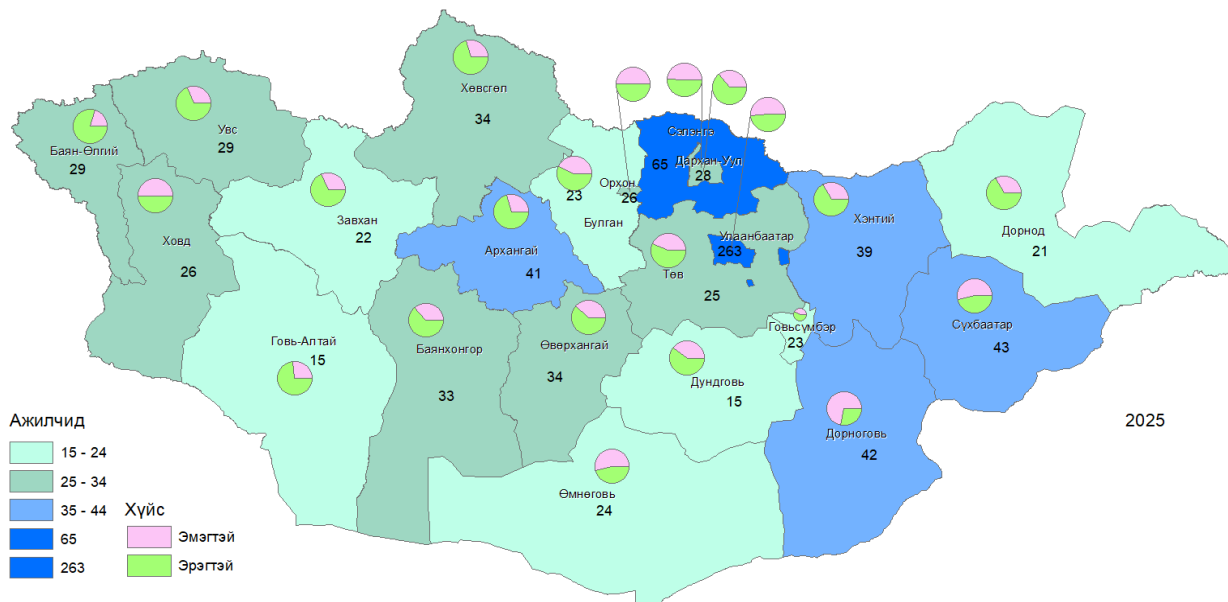 Хөвсгөл
34
Увс
29
Баян-Өлгий
29
Ховд
26
Завхан
22
Архангай
41
Булган
23
Орхон
26
Сэлэнгэ
65
Дархан-Уул
28
Улаанбаатар
263
Төв
25
Хэнтий
39
Дорнод
21
Сүхбаатар
43
Говьсүмбэр
23
Говь-Алтай
15
Баянхонгор
33
Өвөрхангай
34
Дундговь
15
Дорноговь
42
Өмнөговь
24
2025
Ажилчид
15 - 24
25 - 34
35 - 44
65
263
Хүйс
Эмэгтэй
Эрэгтэй